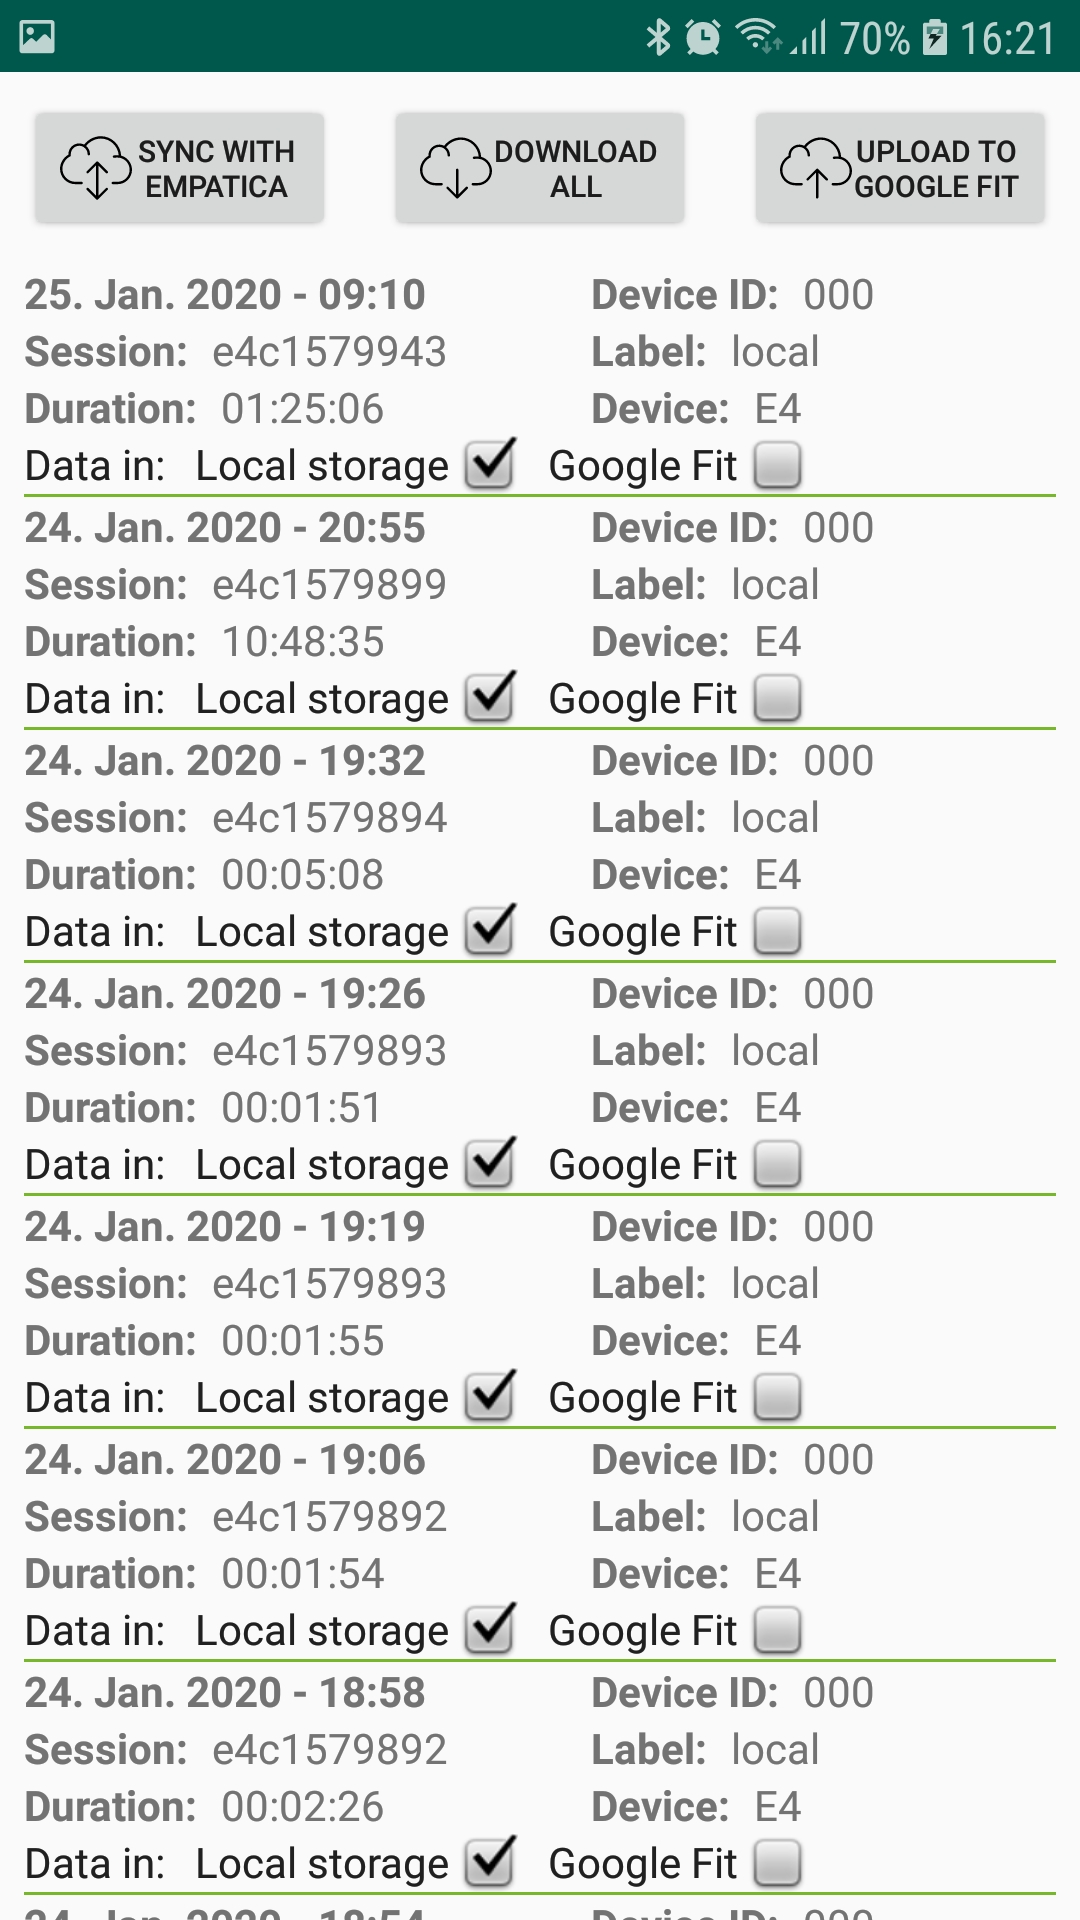 70% 16:21
SYNC WITH EMPATICA
DOWNLOAD ALL
UPLOAD TO GOOGLE FIT
25. Jan. 2020 - 09:10 Device ID: 000
Session: e4c1579943 Label: local
Duration: 01:25:06 Device: E4
Data in: Local storage Google Fit
24. Jan. 2020 - 20:55 Device ID: 000
Session: e4c1579899 Label: local
Duration: 10:48:35 Device: E4
Data in: Local storage Google Fit
24. Jan. 2020 - 19:32 Device ID: 000
Session: e4c1579894 Label: local
Duration: 00:05:08 Device: E4
Data in: Local storage Google Fit
24. Jan. 2020 - 19:26 Device ID: 000
Session: e4c1579893 Label: local
Duration: 00:01:51 Device: E4
Data in: Local storage Google Fit
24. Jan. 2020 - 19:19 Device ID: 000
Session: e4c1579893 Label: local
Duration: 00:01:55 Device: E4
Data in: Local storage Google Fit
24. Jan. 2020 - 19:06 Device ID: 000
Session: e4c1579892 Label: local
Duration: 00:01:54 Device: E4
Data in: Local storage Google Fit
24. Jan. 2020 - 18:58 Device ID: 000
Session: e4c1579892 Label: local
Duration: 00:02:26 Device: E4
Data in: Local storage Google Fit